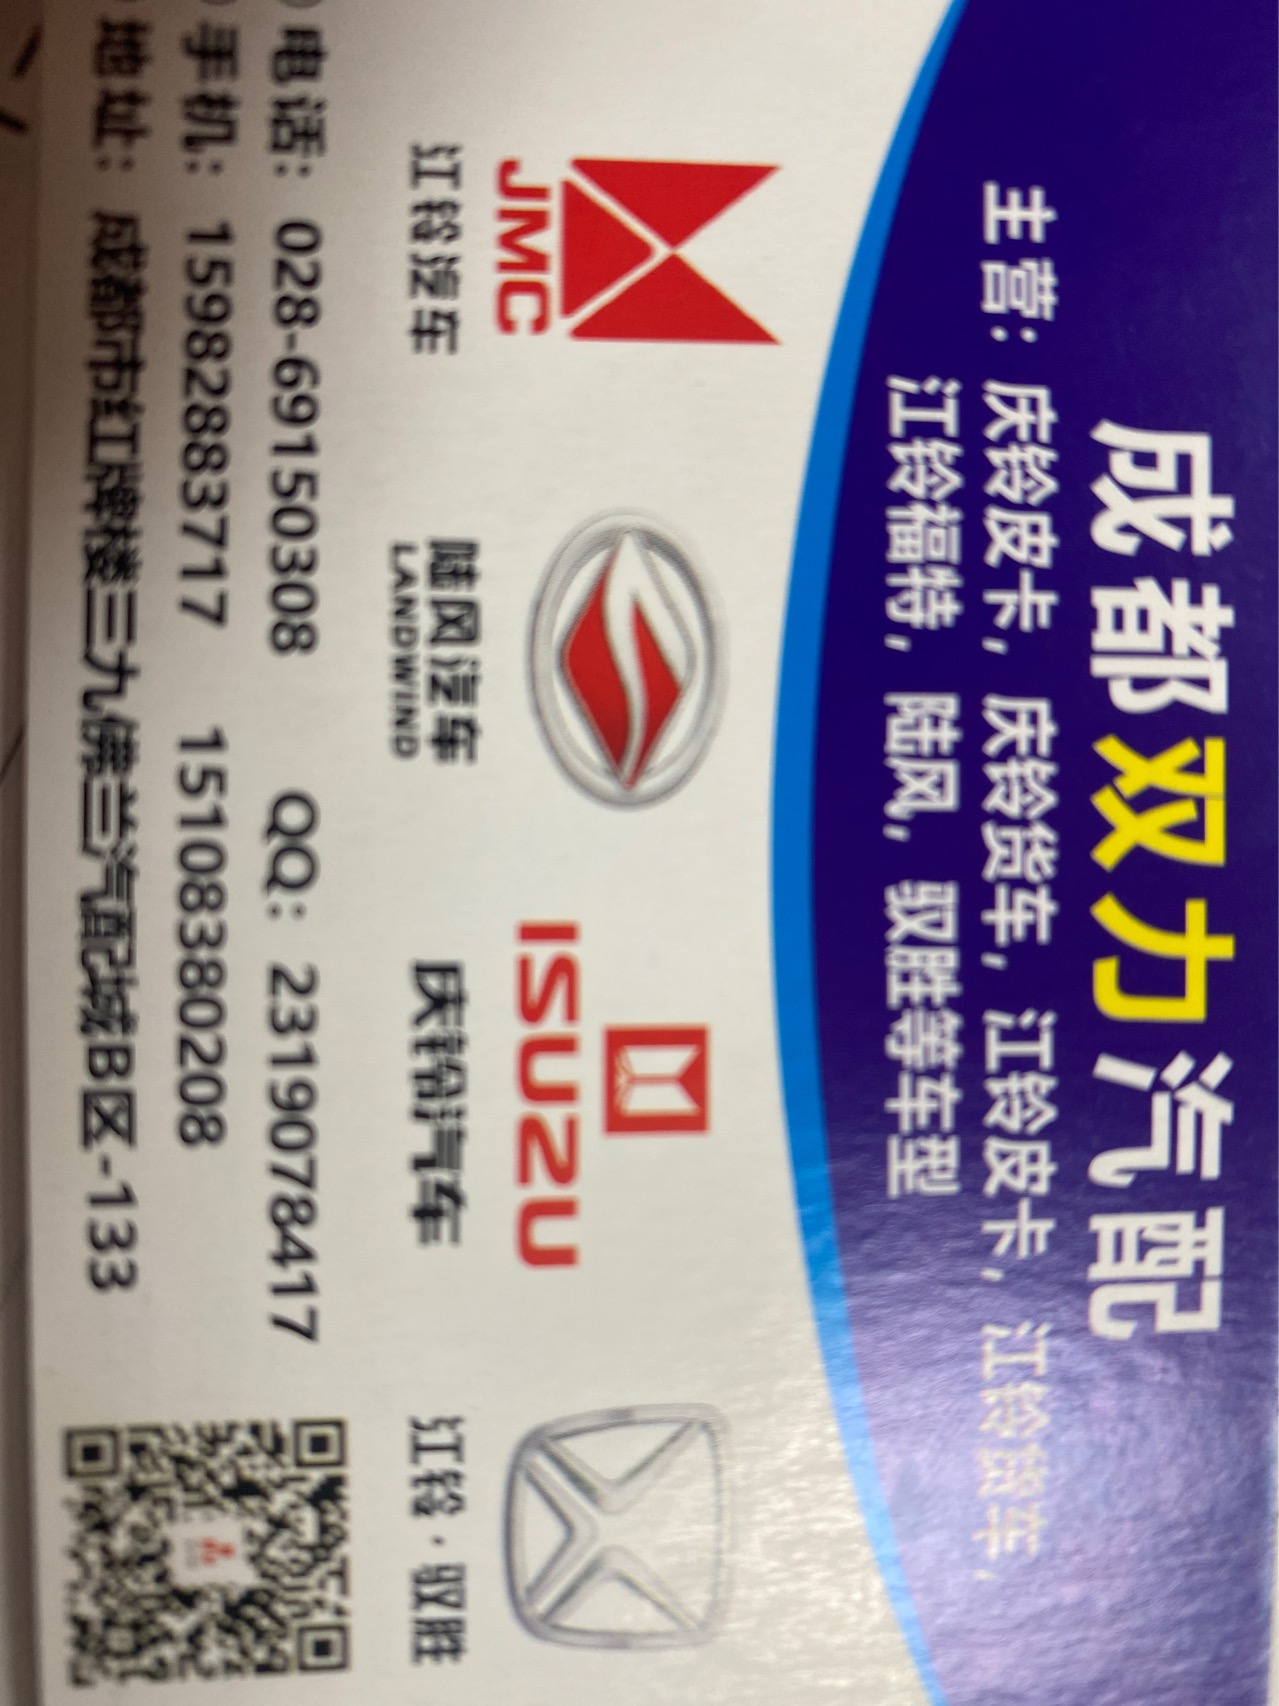 成都双力汽配
主营：庆铃皮卡，庆铃货车，江铃皮卡，江铃货车，
江铃福特，陆风，驭胜等车型
JMC
江铃汽车
陆风汽车
LANDWIND
ISUZU
庆铃汽车
江铃·驭胜
电话：028-69150308 QQ：2319078417
手机：15982883717 15108380208
地址：成都市红牌楼三九佛兰汽配城B区-133